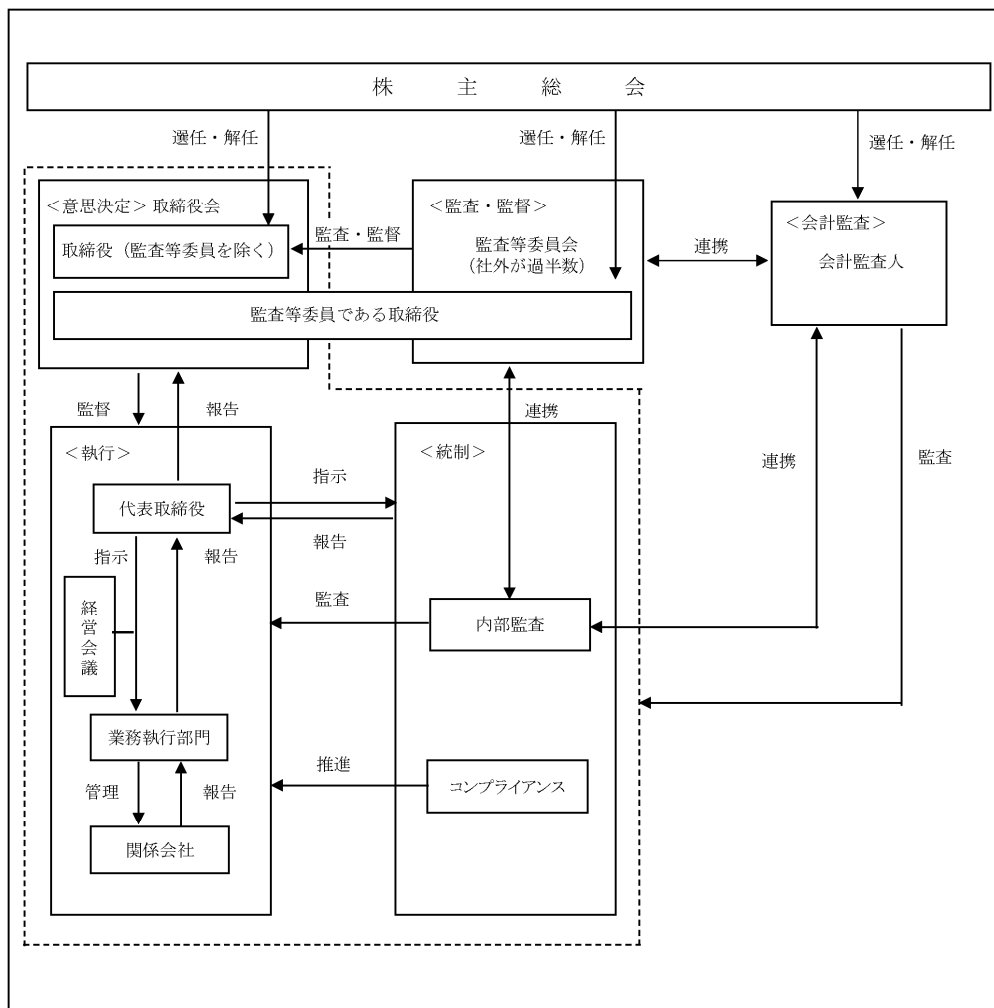 株主総会
選任・解任
選任・解任
選任・解任
＜意思決定＞取締役会
取締役（監査等委員を除く）
監査・監督
＜監査・監督＞
監査等委員会
（社外が過半数）
連携
＜会計監査＞
会計監査人
監査等委員である取締役
監督
報告
連携
＜執行＞
代表取締役
指示
報告
＜統制＞
連携
監査
指示
報告
経営会議
監査
内部監査
業務執行部門
推進
コンプライアンス
管理
報告
関係会社